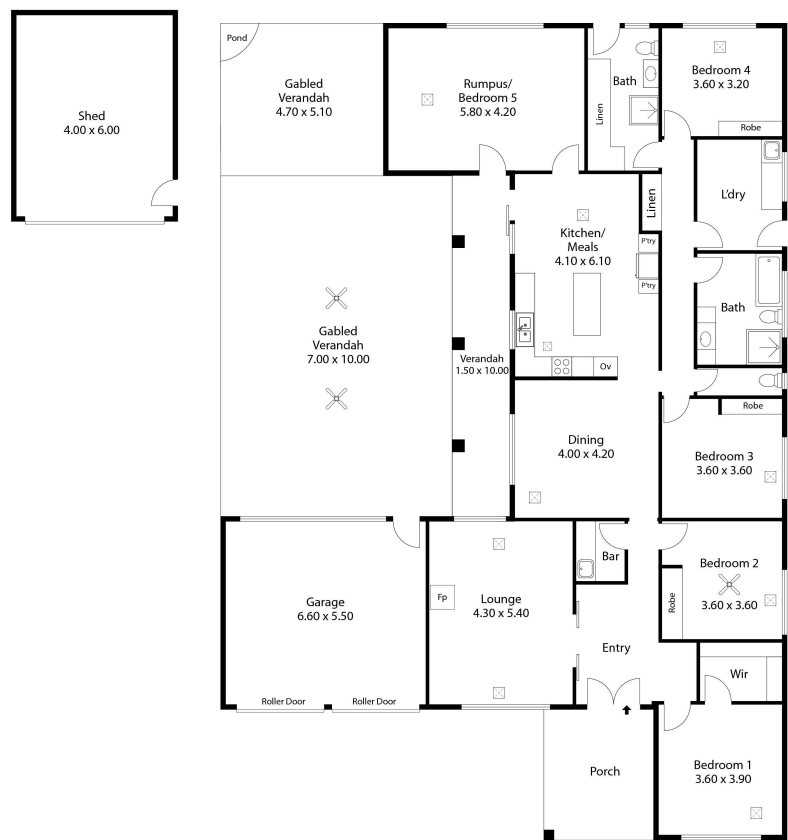 Pond
Shed
4.00 x 6.00
Gabled
Verandah
4.70 x 5.10
Rumpus/
Bedroom 5
5.80 x 4.20
Bath
Linen
Bedroom 4
3.60 x 3.20
Robe
L'dry
Linen
Kitchen/
Meals
4.10 x 6.10
P'try
P'try
Bath
Gabled
Verandah
7.00 x 10.00
Verandah
1.50 x 10.00
Ov
Robe
Dining
4.00 x 4.20
Bedroom 3
3.60 x 3.60
Bar
Bedroom 2
3.60 x 3.60
Robe
Garage
6.60 x 5.50
Fp
Lounge
4.30 x 5.40
Entry
Wir
Roller Door
Roller Door
Porch
Bedroom 1
3.60 x 3.90